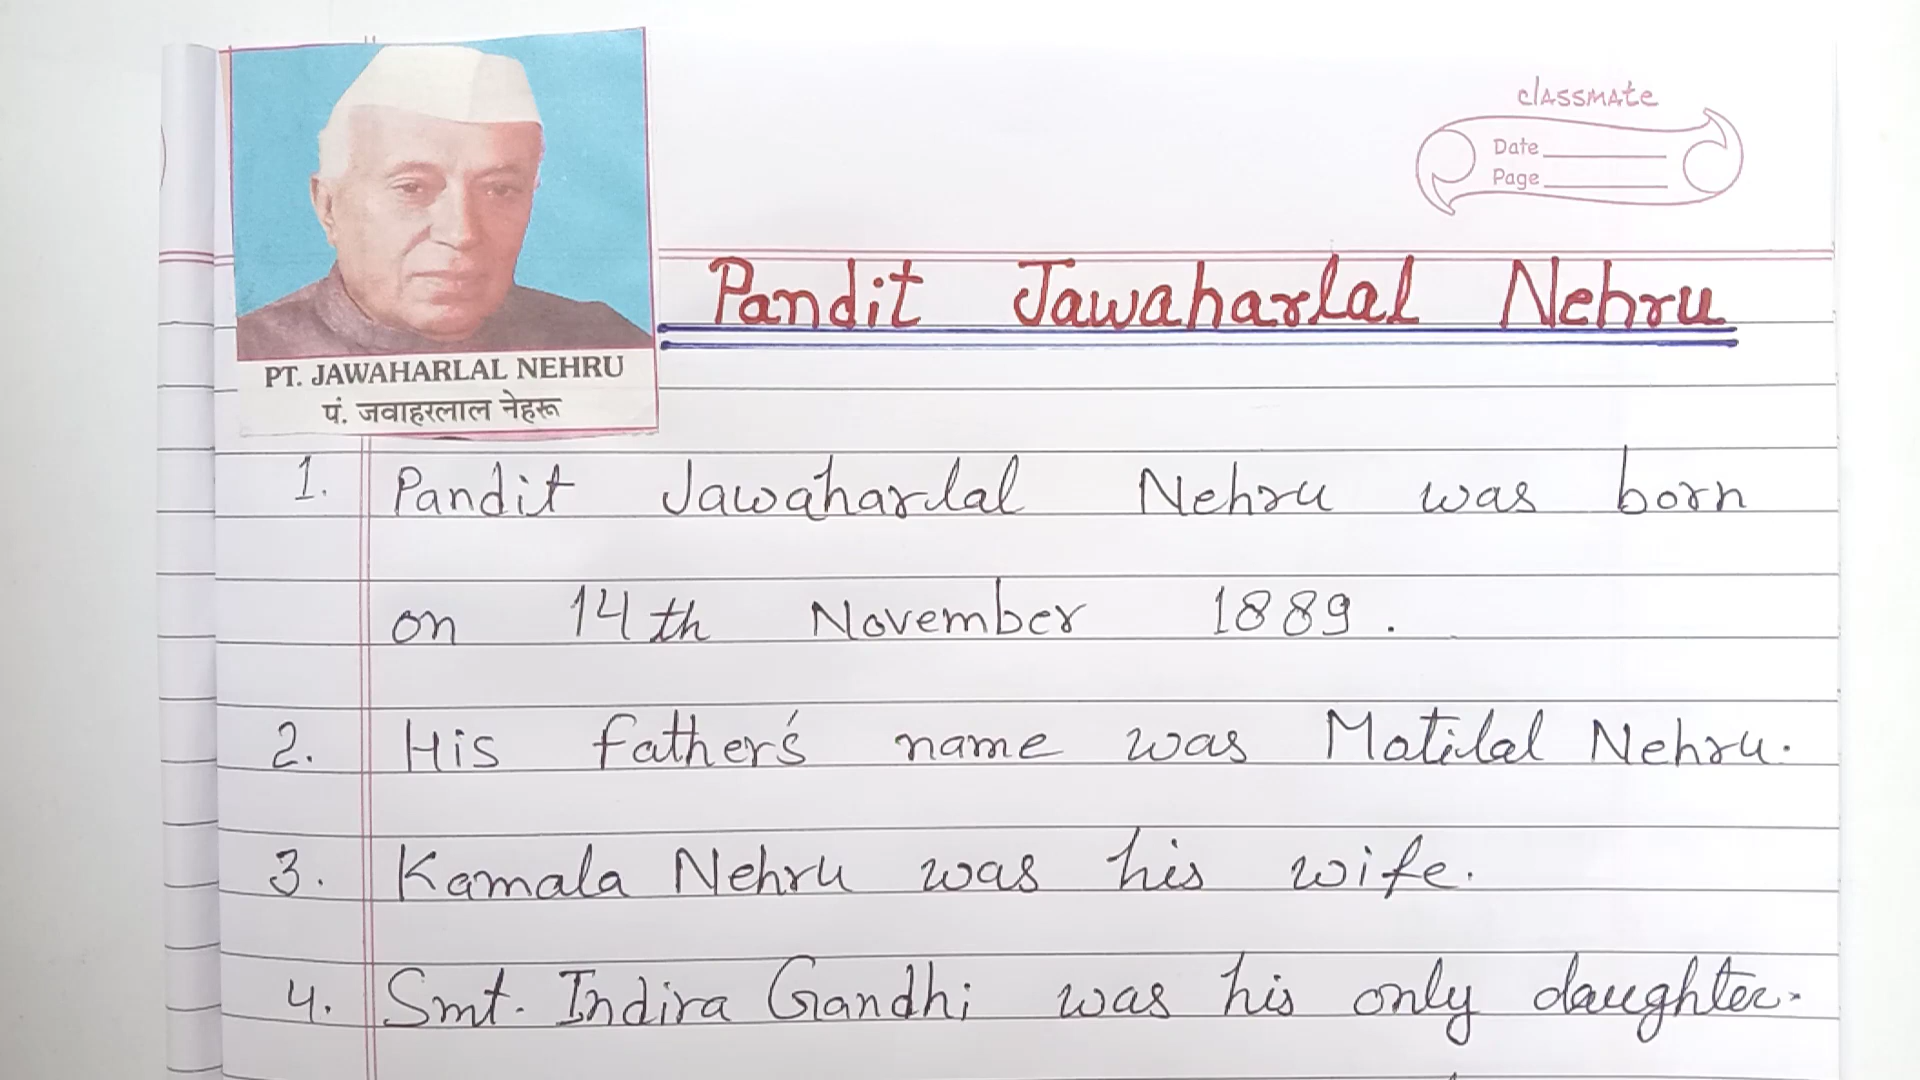 classmate
Date
Page
Pandit Jawaharlal Nehru
PT. JAWAHARLAL NEHRU
पं. जवाहरलाल नेहरू
1. Pandit Jawaharlal Nehru was born
on 14th November 1889.
2. His father's name was Motilal Nehru.
3. Kamala Nehru was his wife.
4. Smt. Indira Gandhi was his only daughter.